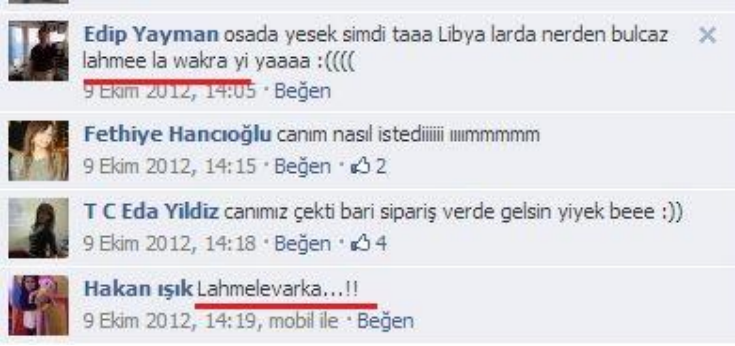 Edip Yayman osada yesek simdi taaa Libya larda nerden bulcaz
lahmee la wakra yi yaaaa :((((
9 Ekim 2012, 14:05 · Beğen
Fethiye Hancıoğlu canım nasıl istediiiiii ıııımmmmmm
9 Ekim 2012, 14:15 · Beğen · 2
T C Eda Yildiz canımız çekti bari sipariş verde gelsin yiyek beee :))
9 Ekim 2012, 14:18 · Beğen · 4
Hakan ışık Lahmelevarka...!!
9 Ekim 2012, 14:19, mobil ile · Beğen